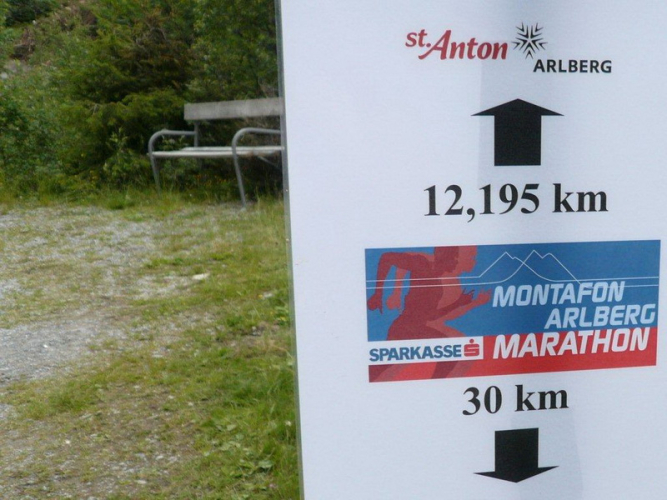 st.Anton
ARLBERG
12,195 km
MONTAFON
ARLBERG
SPARKASSE S MARATHON
30 km